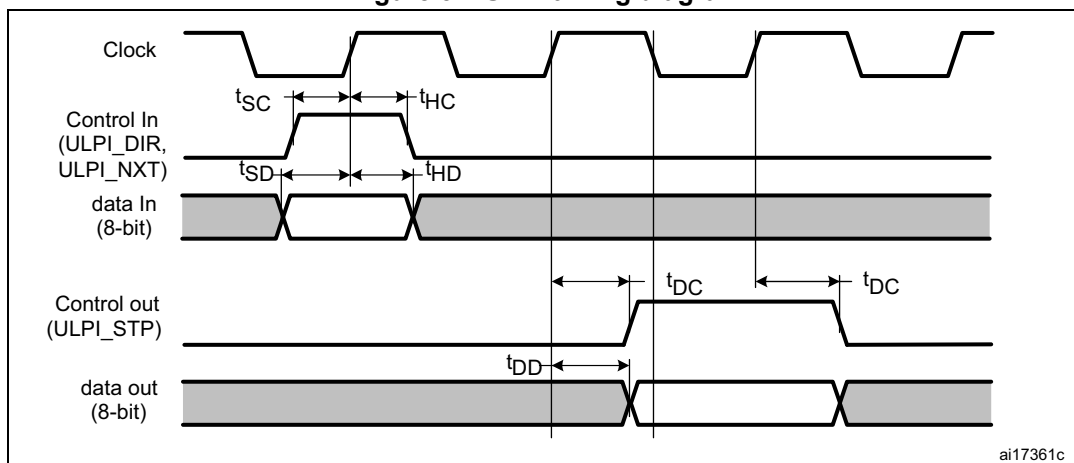 Clock
tSC
tHC
Control In
(ULPI_DIR,
ULPI_NXT)
tSD
tHD
data In
(8-bit)
tDC
tDC
Control out
(ULPI_STP)
tDD
data out
(8-bit)
ai17361c